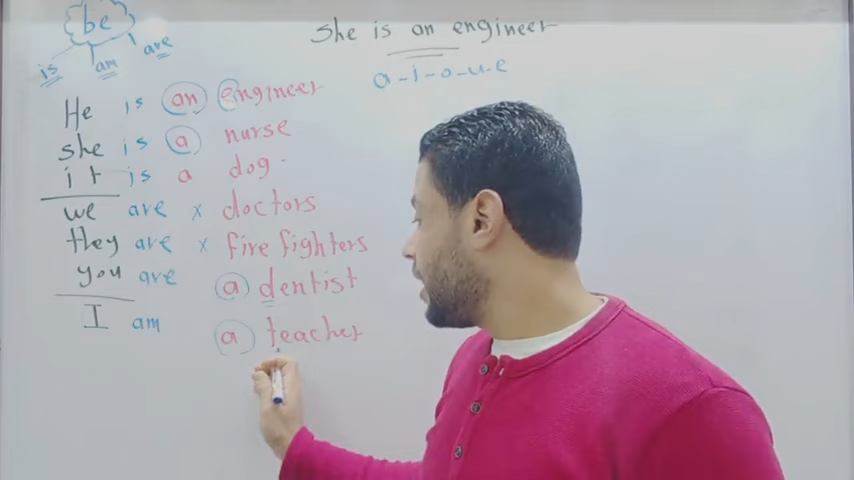 be
is am are
She is an engineer
a-i-o-u-e
He is an engineer
she is a nurse
it is a dog.
we are x doctors
they are x fire fighters
you are a dentist
I am a teacher